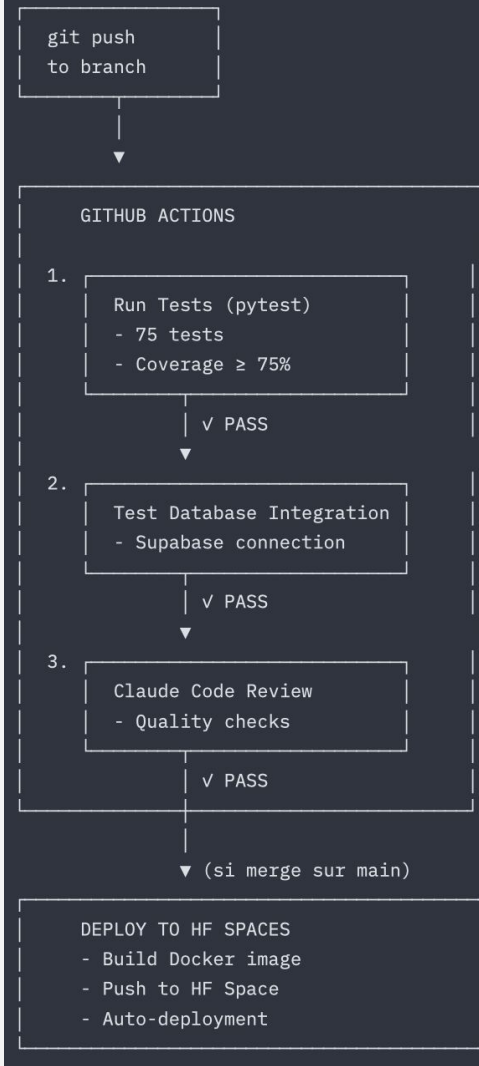 git push
to branch
GITHUB ACTIONS
1.
Run Tests (pytest)
- 75 tests
- Coverage ≥ 75%
✓ PASS
2.
Test Database Integration
- Supabase connection
✓ PASS
3.
Claude Code Review
- Quality checks
✓ PASS
(si merge sur main)
DEPLOY TO HF SPACES
- Build Docker image
- Push to HF Space
- Auto-deployment